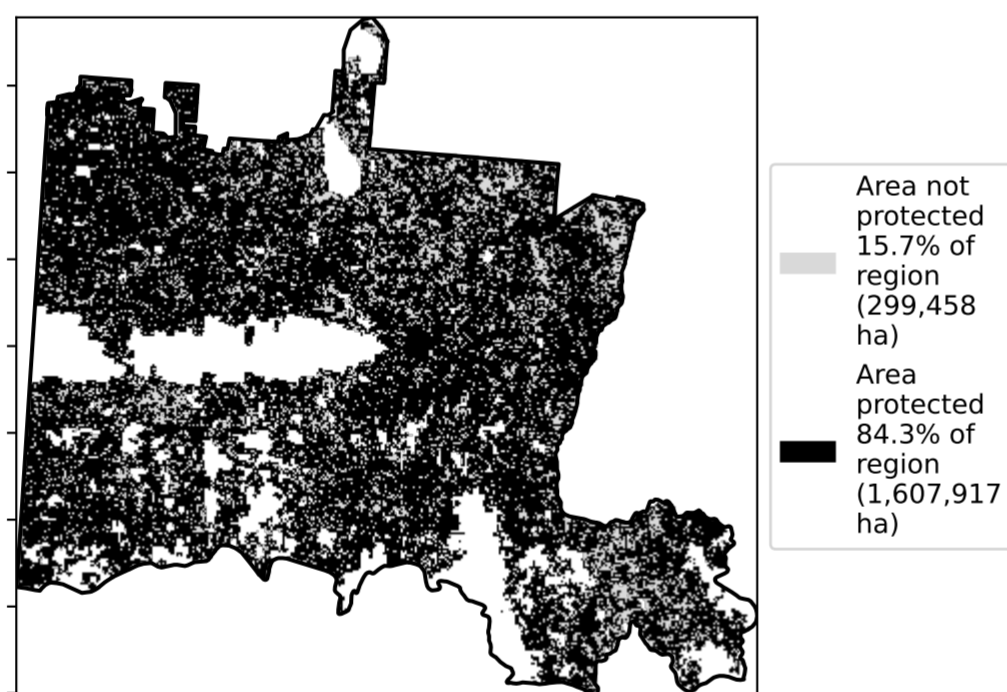 Area not
protected
15.7% of
region
(299,458
ha)
Area
protected
84.3% of
region
(1,607,917
ha)